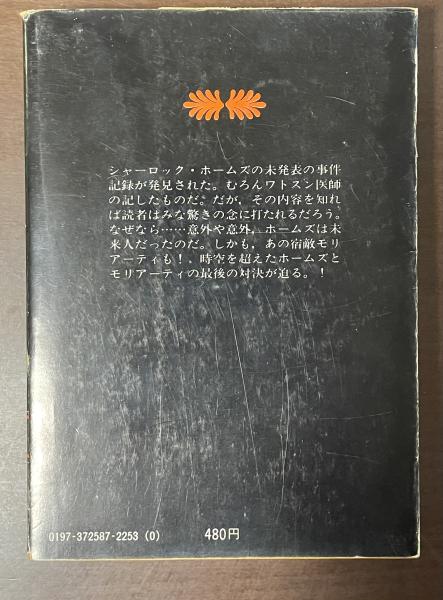 シャーロック・ホームズの未発表の事件
記録が発見された。むろんワトスン医師
の記したものだ。だが，その内容を知れ
ば読者はみな驚きの念に打たれるだろう。
なぜなら……意外や意外，ホームズは未
来人だったのだ。しかも，あの宿敵モリ
アーティも！。時空を超えたホームズと
モリアーティの最後の対決が迫る。！
0197-372587-2253 (0)
480円